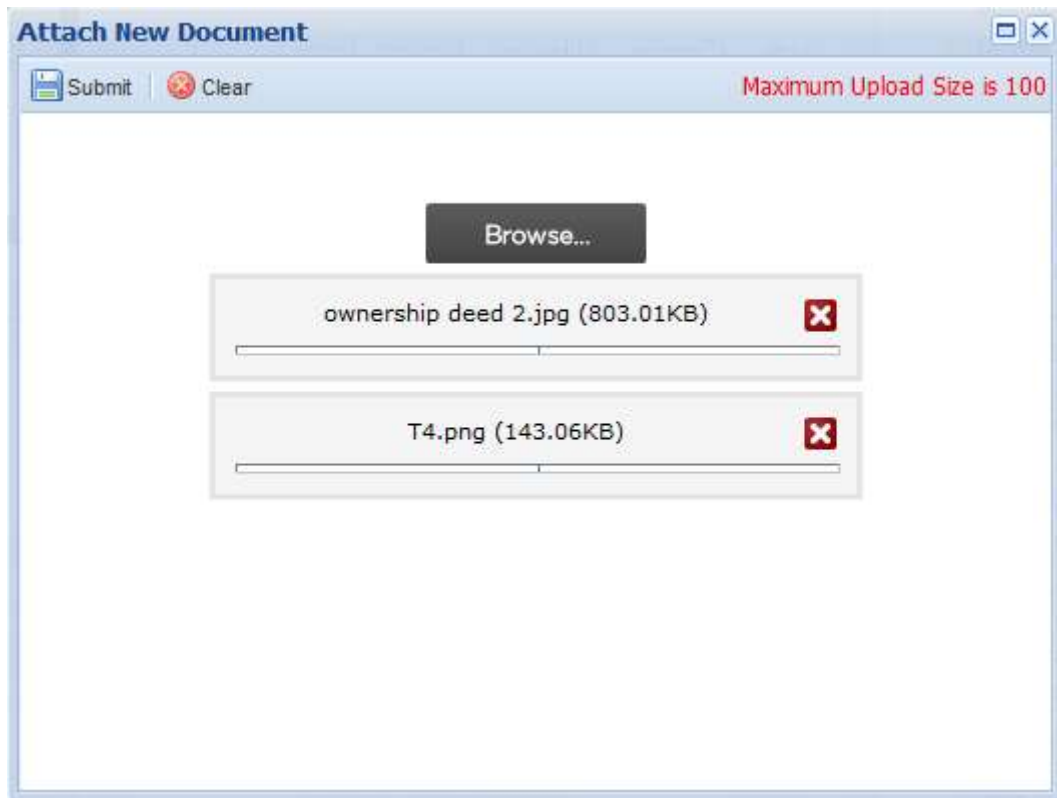 Attach New Document
Submit Clear Maximum Upload Size is 100
Browse...
ownership deed 2.jpg (803.01KB)
T4.png (143.06KB)